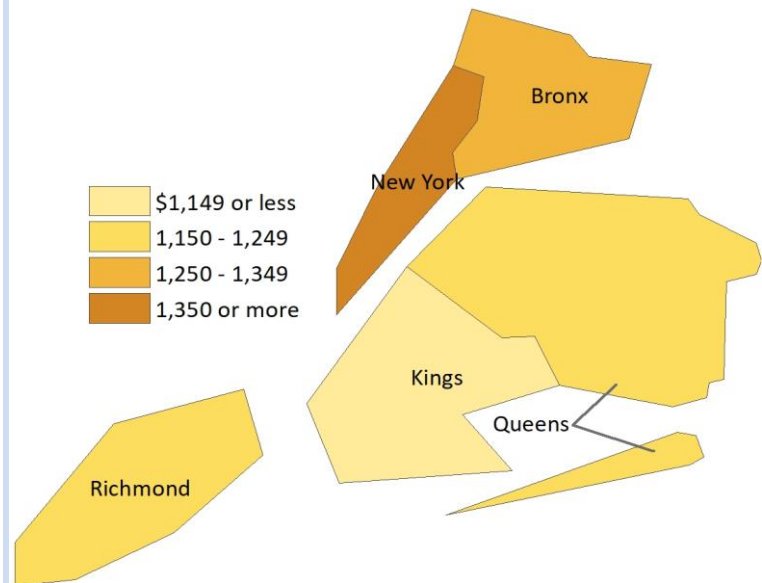 Bronx
New York
$1,149 or less
1,150 - 1,249
1,250 - 1,349
1,350 or more
Kings
Queens
Richmond